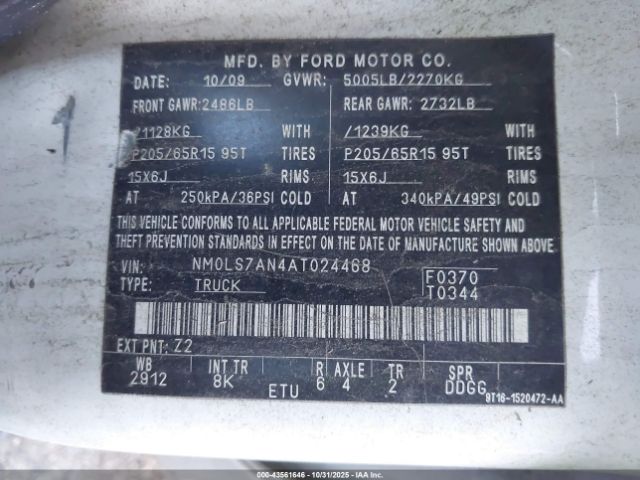 MFD. BY FORD MOTOR CO.
DATE: 10/09 GVWR: 5005LB/2270KG
FRONT GAWR: 2486LB REAR GAWR: 2732LB
/1128KG WITH /1239KG WITH
P205/65R15 95T TIRES P205/65R15 95T TIRES
15X6J RIMS 15X6J RIMS
AT 250kPA/36PSI COLD AT 340kPA/49PSI COLD
THIS VEHICLE CONFORMS TO ALL APPLICABLE FEDERAL MOTOR VEHICLE SAFETY AND
THEFT PREVENTION STANDARDS IN EFFECT ON THE DATE OF MANUFACTURE SHOWN ABOVE.
VIN: NM0LS7AN4AT024468 F0370
TYPE: TRUCK T0344
EXT PNT: Z2
WB INT TR R AXLE TR SPR
2912 8K 6 4 2 DDGG
ETU 9T16-1520472-AA
000-43561646 - 10/31/2025 - IAA Inc.